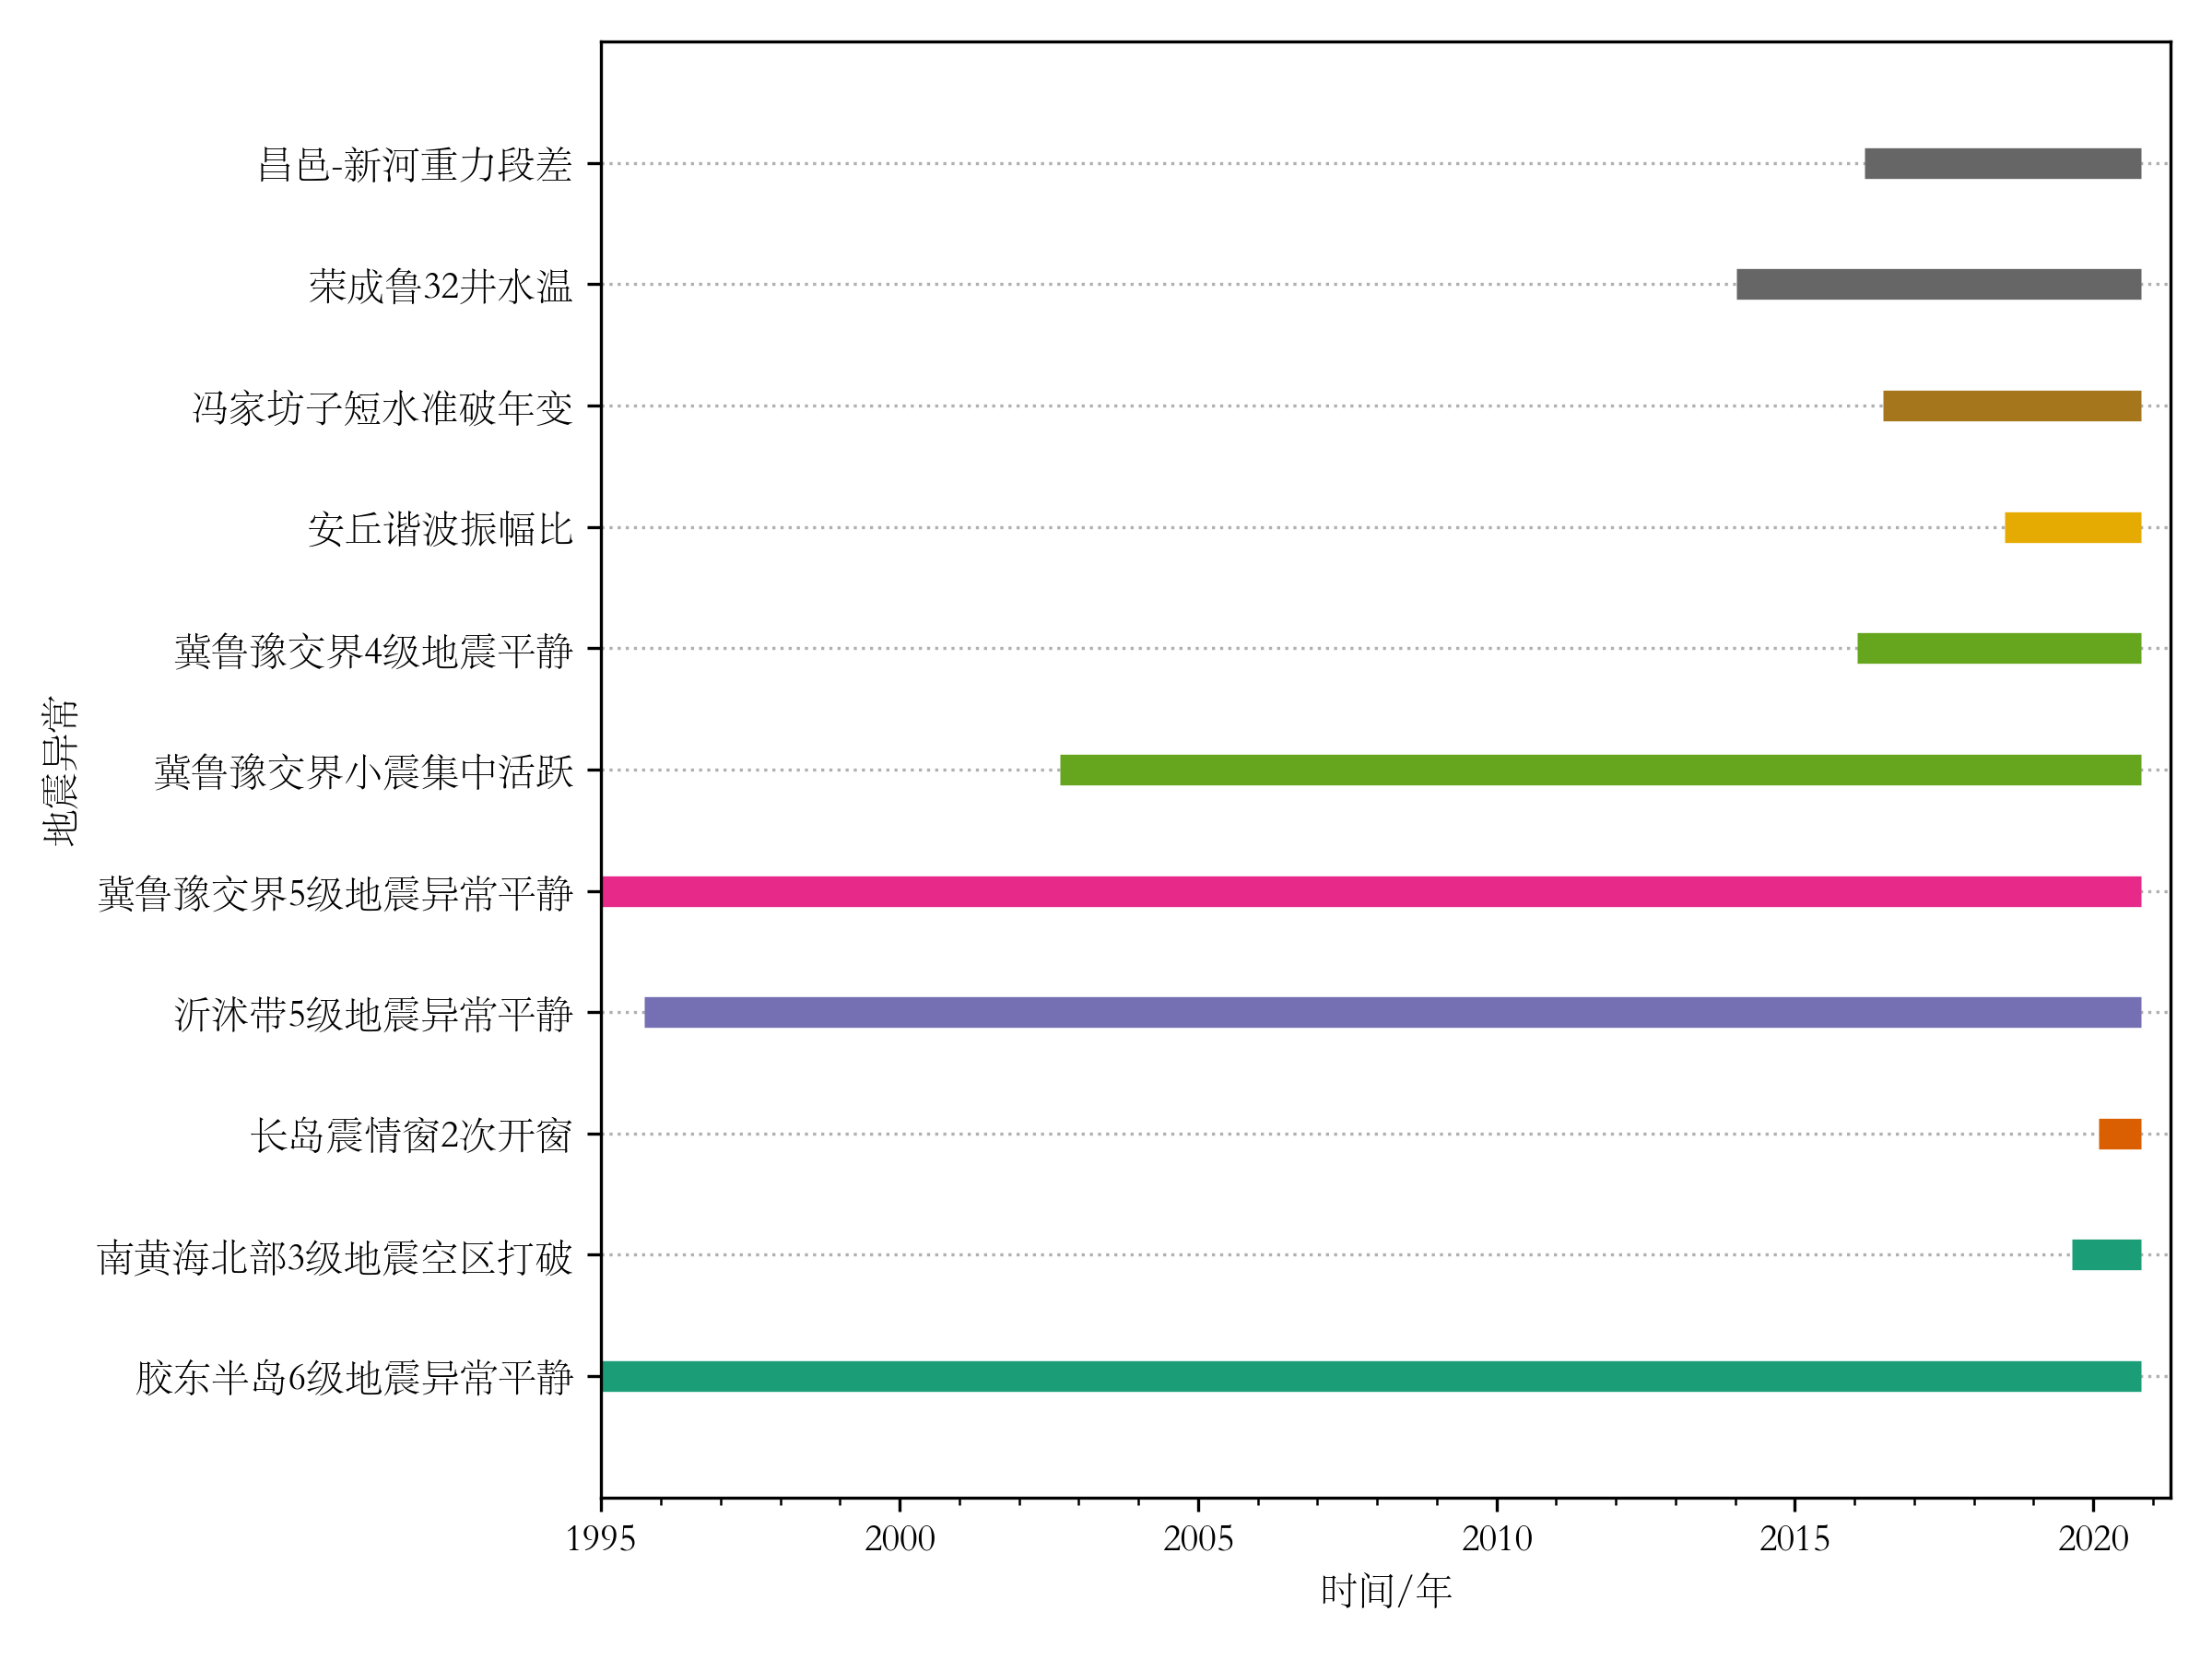 昌邑-新河重力段差
荣成鲁32井水温
冯家坊子短水准破年变
安丘谐波振幅比
冀鲁豫交界4级地震平静
冀鲁豫交界小震集中活跃
冀鲁豫交界5级地震异常平静
沂沭带5级地震异常平静
长岛震情窗2次开窗
南黄海北部3级地震空区打破
胶东半岛6级地震异常平静
地震异常
1995 2000 2005 2010 2015 2020
时间/年